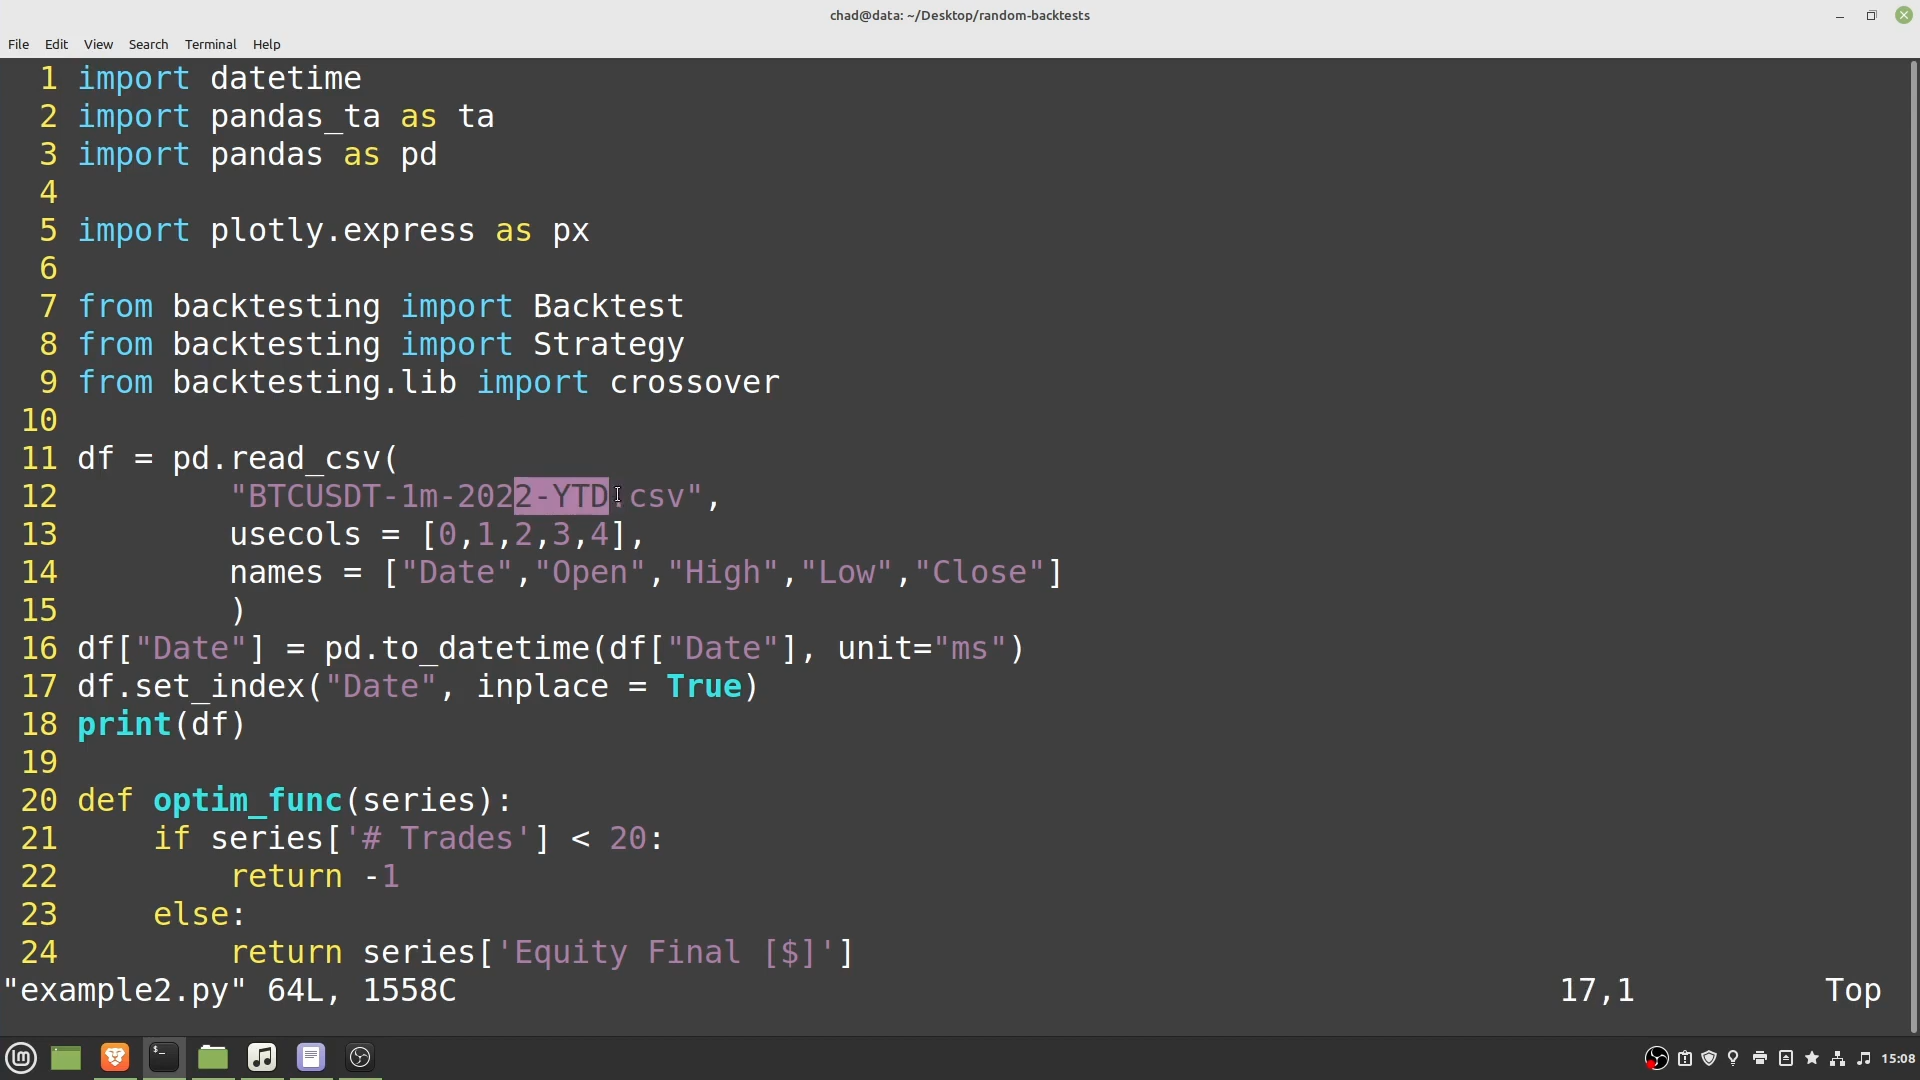 chad@data: ~/Desktop/random-backtests
File Edit View Search Terminal Help
1 import datetime
2 import pandas_ta as ta
3 import pandas as pd
4
5 import plotly.express as px
6
7 from backtesting import Backtest
8 from backtesting import Strategy
9 from backtesting.lib import crossover
10
11 df = pd.read_csv(
12         "BTCUSDT-1m-2022-YTD.csv",
13         usecols = [0,1,2,3,4],
14         names = ["Date","Open","High","Low","Close"]
15         )
16 df["Date"] = pd.to_datetime(df["Date"], unit="ms")
17 df.set_index("Date", inplace = True)
18 print(df)
19
20 def optim_func(series):
21     if series['# Trades'] < 20:
22         return -1
23     else:
24         return series['Equity Final [$]']
"example2.py" 64L, 1558C 17,1 Top
15:08